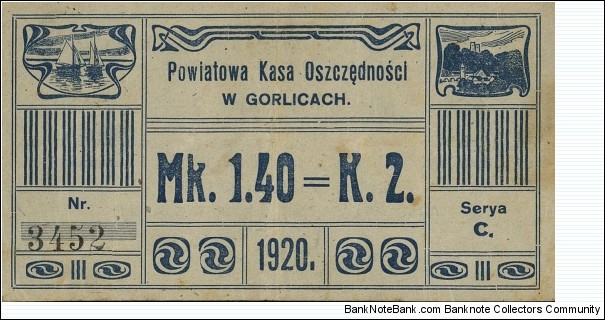 Powiatowa Kasa Oszczędności
W GORLICACH.
Mk. 1.40 = K. 2.
Nr.
3452
Serya
C.
1920.
BankNoteBank.com - Banknote Collectors Community